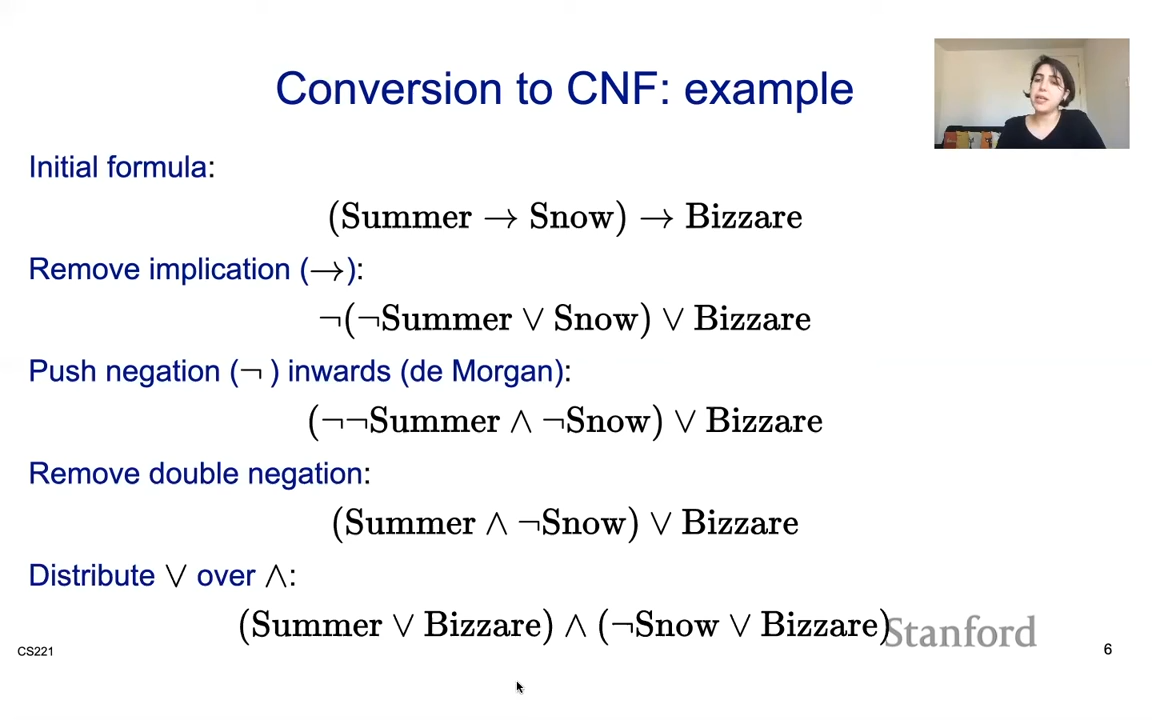 Conversion to CNF: example
Initial formula:
(Summer → Snow) → Bizzare
Remove implication (→):
¬(¬Summer ∨ Snow) ∨ Bizzare
Push negation (¬ ) inwards (de Morgan):
(¬¬Summer ∧ ¬Snow) ∨ Bizzare
Remove double negation:
(Summer ∧ ¬Snow) ∨ Bizzare
Distribute ∨ over ∧:
(Summer ∨ Bizzare) ∧ (¬Snow ∨ Bizzare)
Stanford
CS221
6